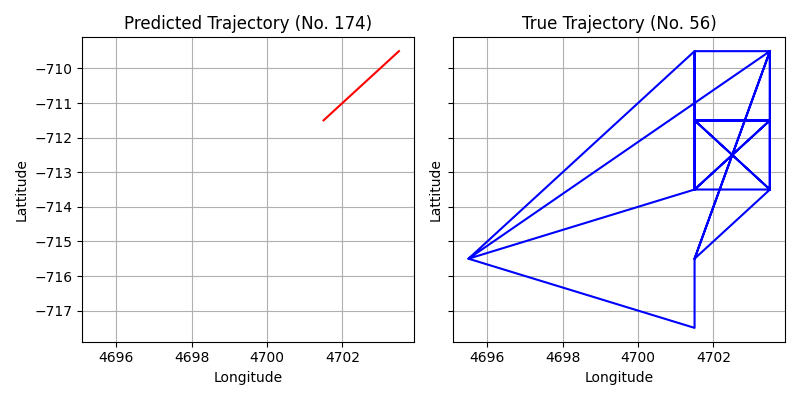 Predicted Trajectory (No. 174)
True Trajectory (No. 56)
Lattitude
−710
−711
−712
−713
−714
−715
−716
−717
4696
4698
4700
4702
Longitude
Lattitude
4696
4698
4700
4702
Longitude